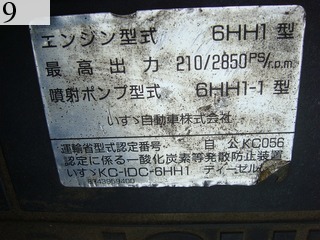 9
エンジン型式 6HH1 型
最高出力 210/2850 PS/r.p.m
噴射ポンプ型式 6HH1-1 型
いすゞ自動車株式会社
運輸省型式認定番号 自 公 KC056
認定に係る一酸化炭素等発散防止装置
いすゞKC-IDC-6HH1 ディーゼル